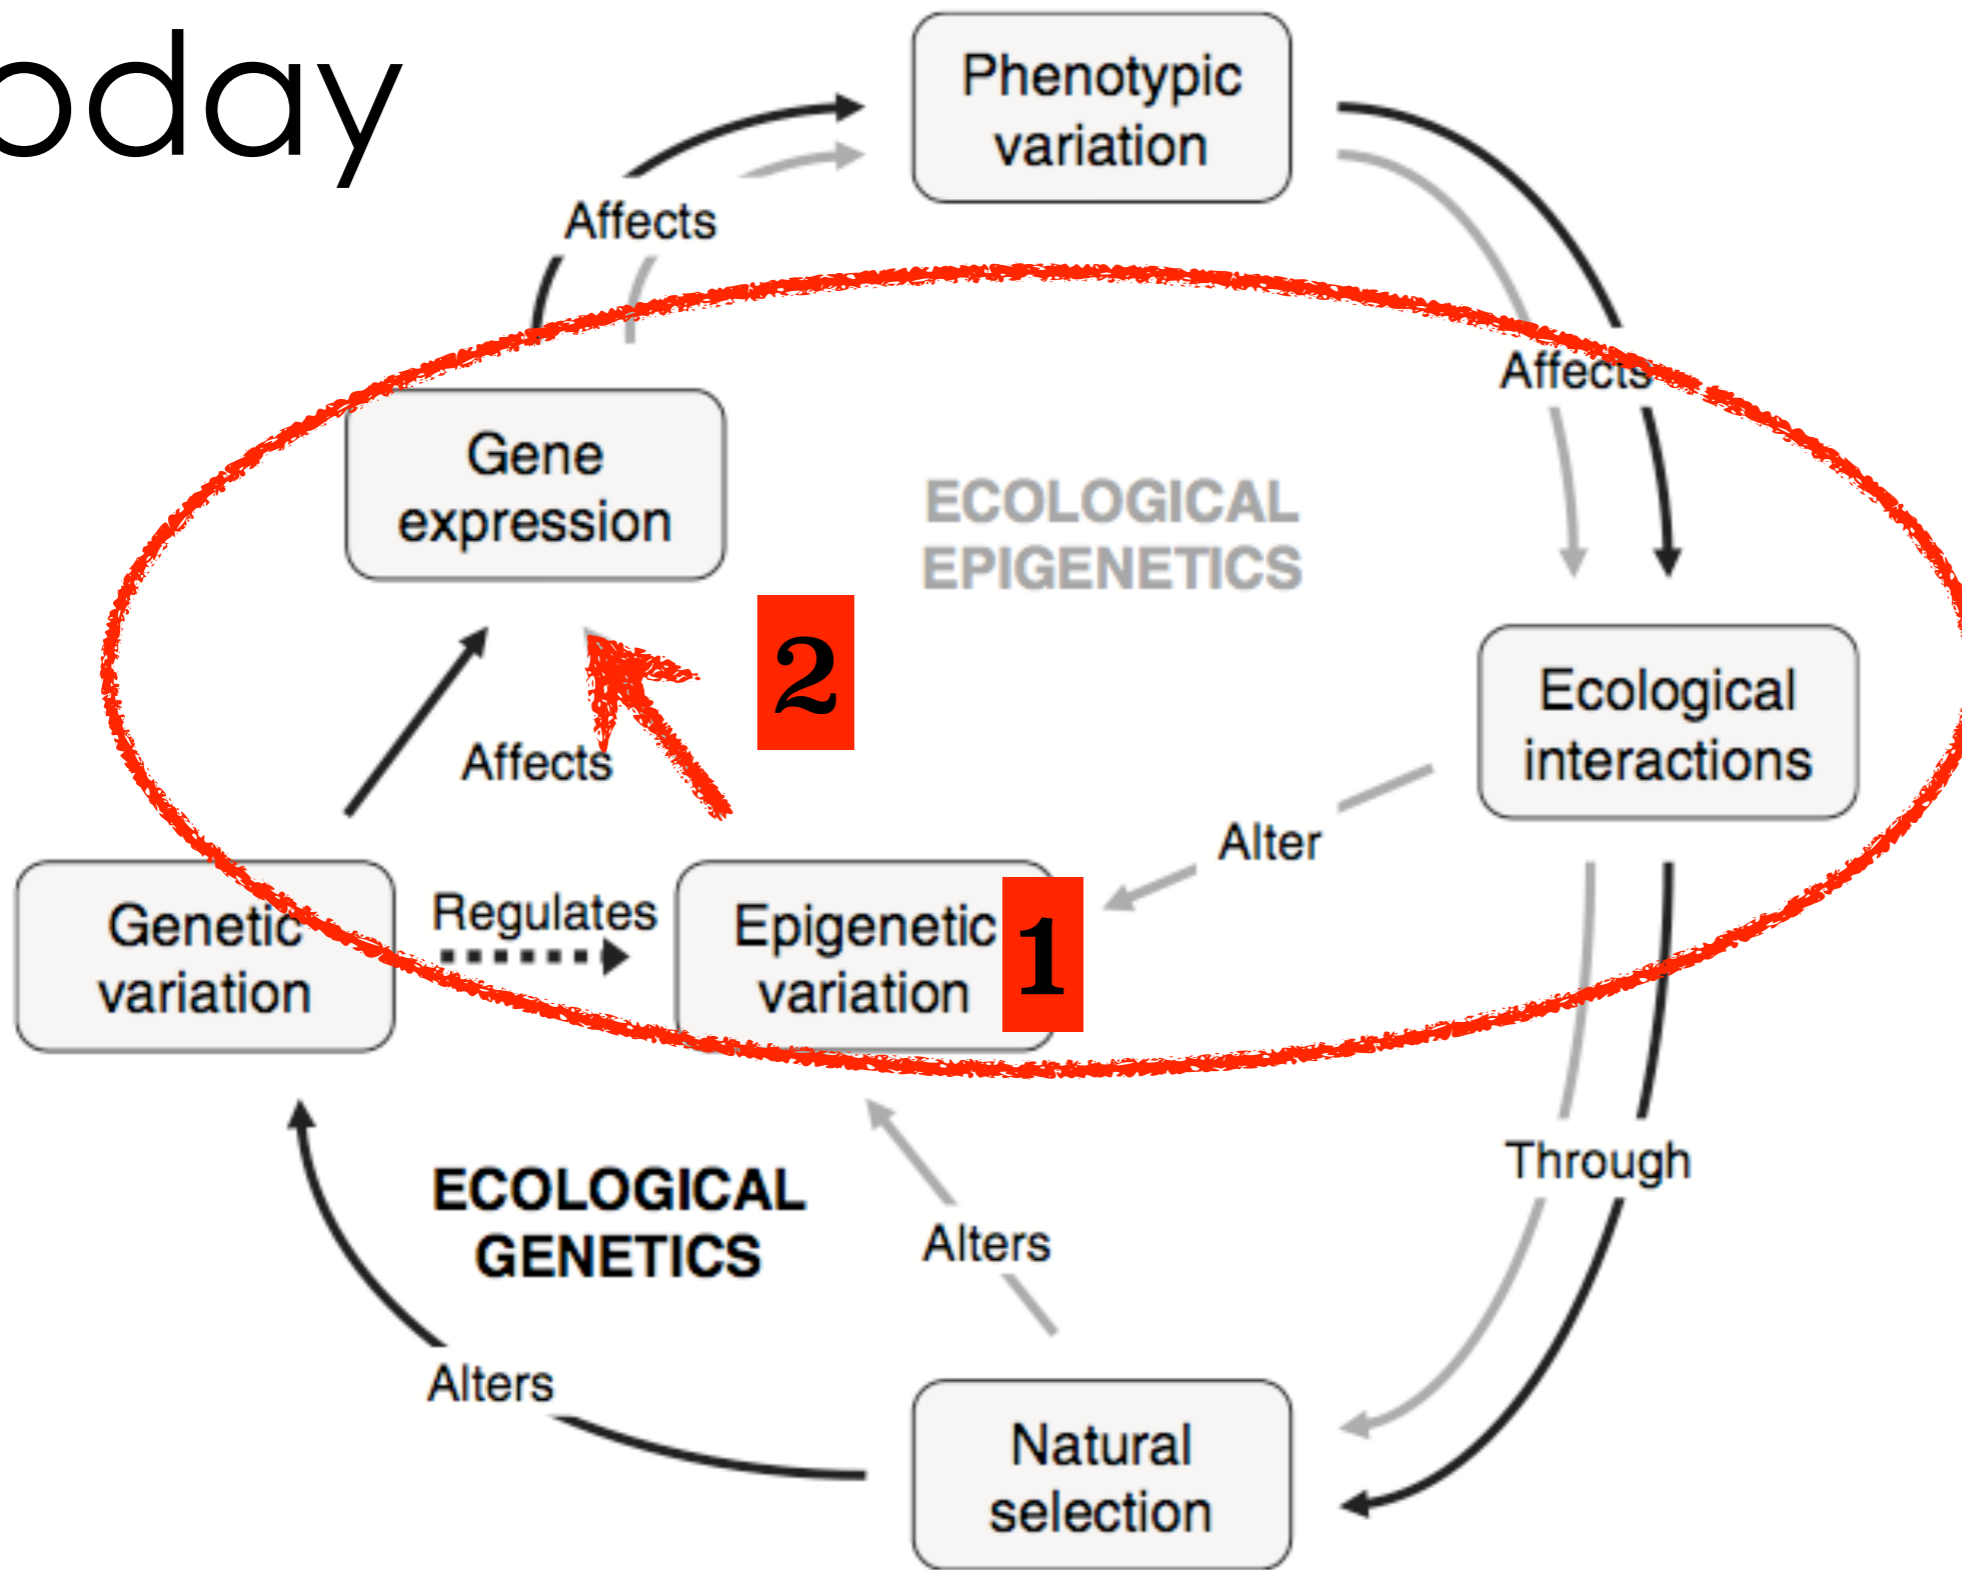 oday
Phenotypic
variation
Affects
Affects
Gene
expression
ECOLOGICAL
EPIGENETICS
2
Ecological
interactions
Affects
Alter
Genetic
variation
Regulates
Epigenetic
variation
1
Through
ECOLOGICAL
GENETICS
Alters
Alters
Natural
selection